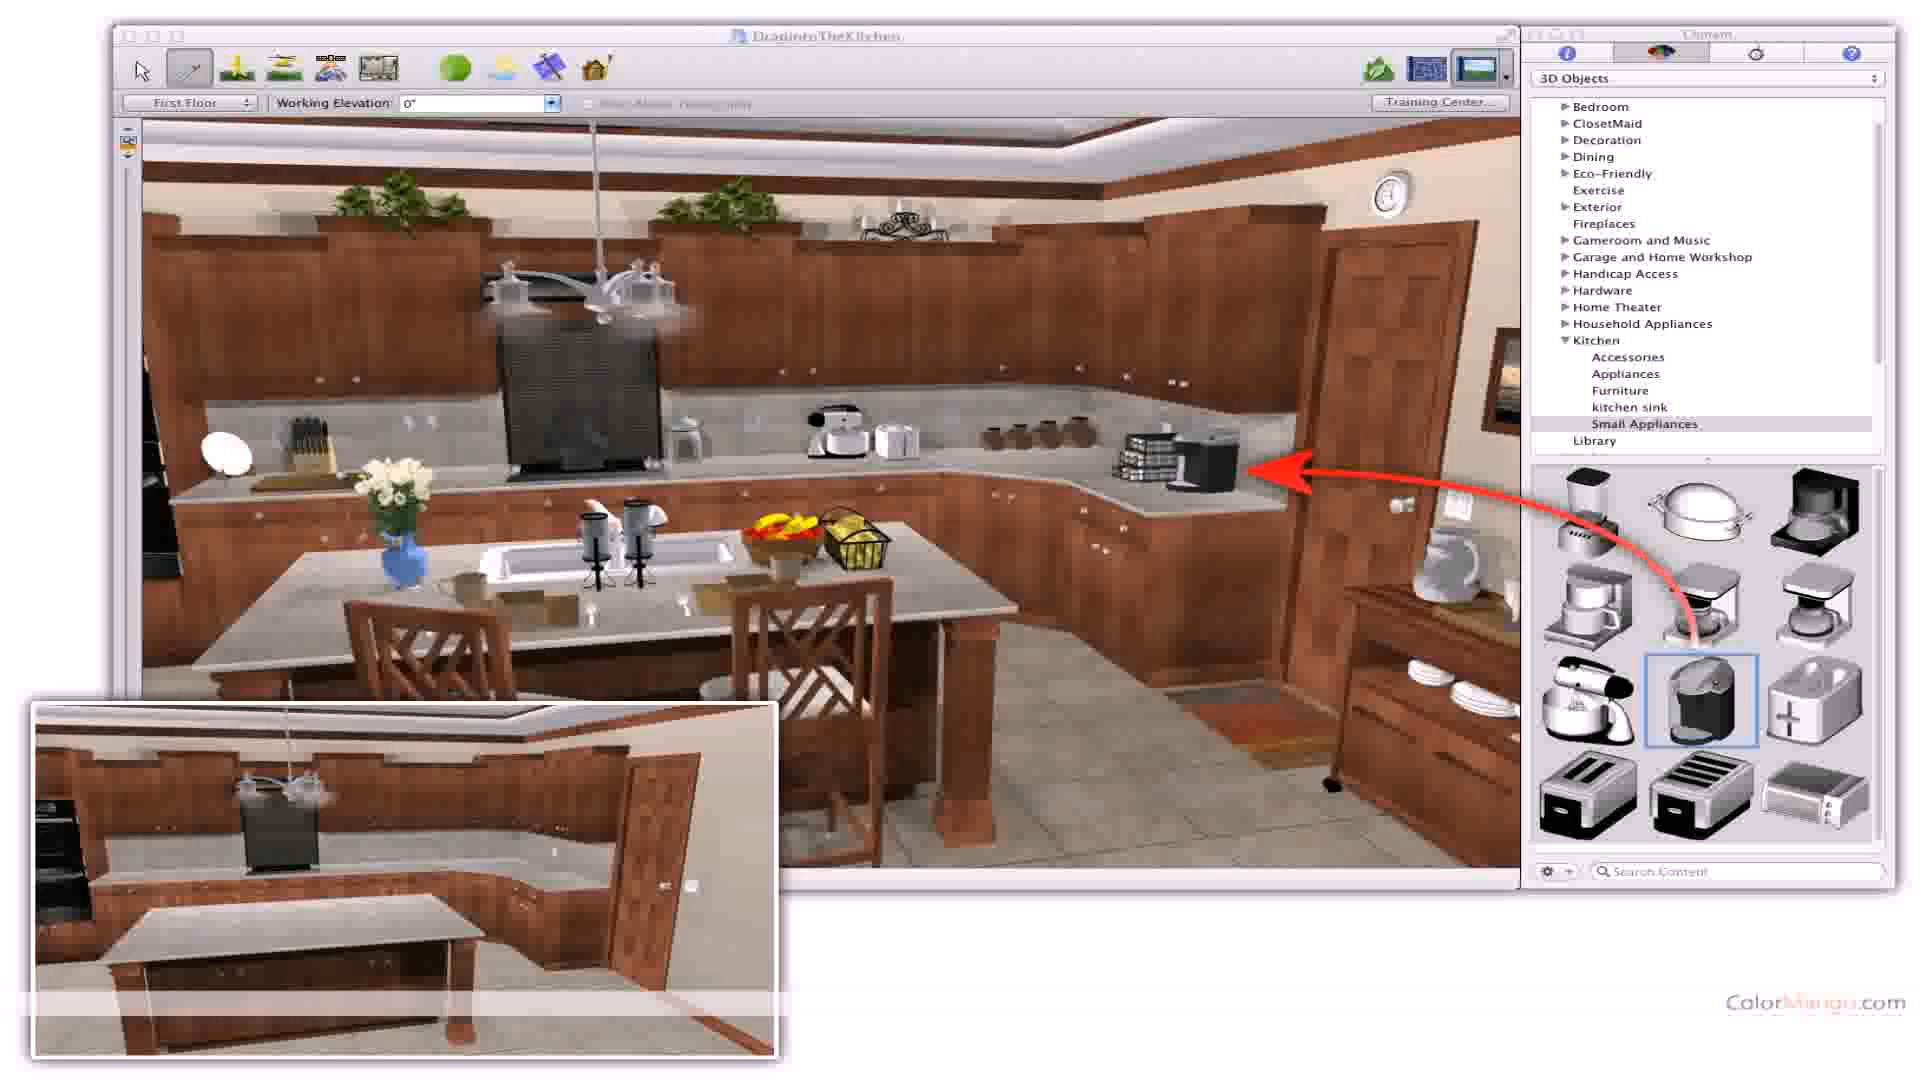 DragintoTheKitchen
First Floor
Working Elevation: 0"
Training Center...
3D Objects
Bedroom
ClosetMaid
Decoration
Dining
Eco-Friendly
Exercise
Exterior
Fireplaces
Gameroom and Music
Garage and Home Workshop
Handicap Access
Hardware
Home Theater
Household Appliances
Kitchen
Accessories
Appliances
Furniture
kitchen sink
Small Appliances
Library
Search Content
ColorMango.com